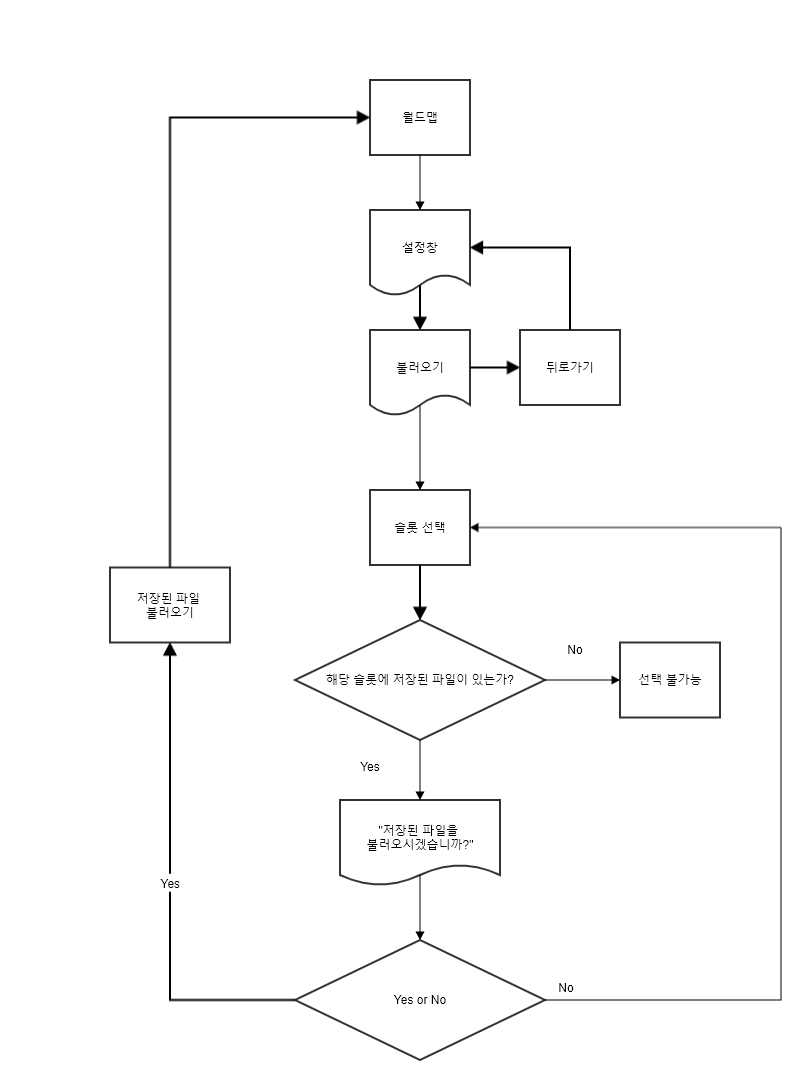 월드맵
설정창
불러오기
뒤로가기
슬롯 선택
저장된 파일
불러오기
해당 슬롯에 저장된 파일이 있는가?
No
선택 불가능
Yes
"저장된 파일을
불러오시겠습니까?"
Yes
Yes or No
No